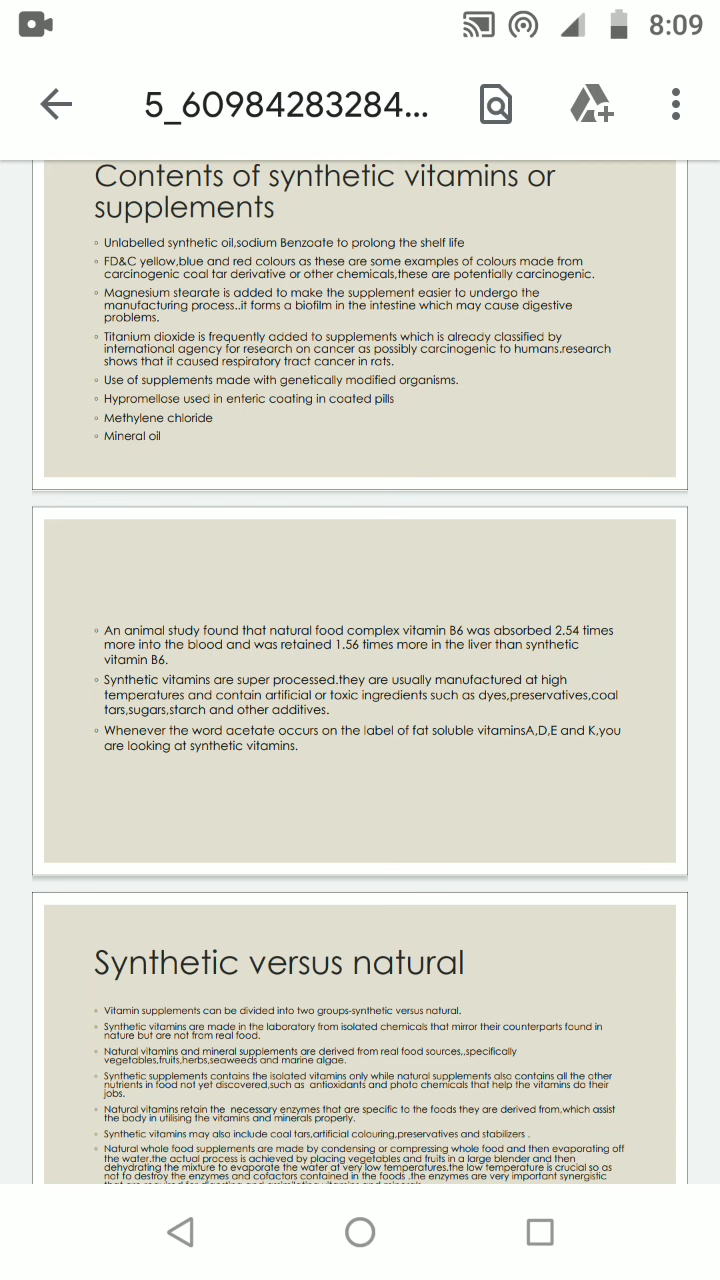 8:09
5_60984283284...
Contents of synthetic vitamins or
supplements
Unlabelled synthetic oil,sodium Benzoate to prolong the shelf life
FD&C yellow,blue and red colours as these are some examples of colours made from
carcinogenic coal tar derivative or other chemicals,these are potentially carcinogenic.
Magnesium stearate is added to make the supplement easier to undergo the
manufacturing process..it forms a biofilm in the intestine which may cause digestive
problems.
Titanium dioxide is frequently added to supplements which is already classified by
international agency for research on cancer as possibly carcinogenic to humans.research
shows that it caused respiratory tract cancer in rats.
Use of supplements made with genetically modified organisms.
Hypromellose used in enteric coating in coated pills
Methylene chloride
Mineral oil
An animal study found that natural food complex vitamin B6 was absorbed 2.54 times
more into the blood and was retained 1.56 times more in the liver than synthetic
vitamin B6.
Synthetic vitamins are super processed.they are usually manufactured at high
temperatures and contain artificial or toxic ingredients such as dyes,preservatives,coal
tars,sugars,starch and other additives.
Whenever the word acetate occurs on the label of fat soluble vitaminsA,D,E and K,you
are looking at synthetic vitamins.
Synthetic versus natural
Vitamin supplements can be divided into two groups-synthetic versus natural.
Synthetic vitamins are made in the laboratory from isolated chemicals that mirror their counterparts found in
nature but are not from real food.
Natural vitamins and mineral supplements are derived from real food sources,,specifically
vegetables,fruits,herbs,seaweeds and marine algae.
Synthetic supplements contains the isolated vitamins only while natural supplements also contains all the other
nutrients in food not yet discovered,such as antioxidants and photo chemicals that help the vitamins do their
jobs.
Natural vitamins retain the necessary enzymes that are specific to the foods they are derived from,which assist
the body in utilising the vitamins and minerals properly.
Synthetic vitamins may also include coal tars,artificial colouring,preservatives and stabilizers .
Natural whole food supplements are made by condensing or compressing whole food and then evaporating off
the water.the actual process is achieved by placing vegetables and fruits in a large blender and then
dehydrating the mixture to evaporate the water at very low temperatures.the low temperature is crucial so as
not to destroy the enzymes and cofactors contained in the foods .the enzymes are very important synergistic